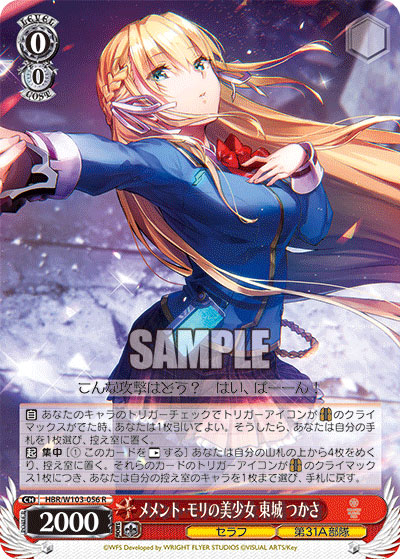 LEVEL
0
0
COST
SAMPLE
こんな攻撃はどう? はい、ばーーん!
自 あなたのキャラのトリガーチェックでトリガーアイコンが のクライ
マックスがでた時、あなたは1枚引いてよい。そうしたら、あなたは自分の手
札を1枚選び、控え室に置く。
起 集中 [① このカードを する] あなたは自分の山札の上から4枚をめく
り、控え室に置く。それらのカードのトリガーアイコンが のクライマックス
1枚につき、あなたは自分の控え室のキャラを1枚まで選び、手札に戻す。
CH HBR/W103-056 R
2000
メメント・モリの美少女 東城 つかさ
セラフ
第31A部隊
©WFS Developed by WRIGHT FLYER STUDIOS ©VISUAL ARTS/Key